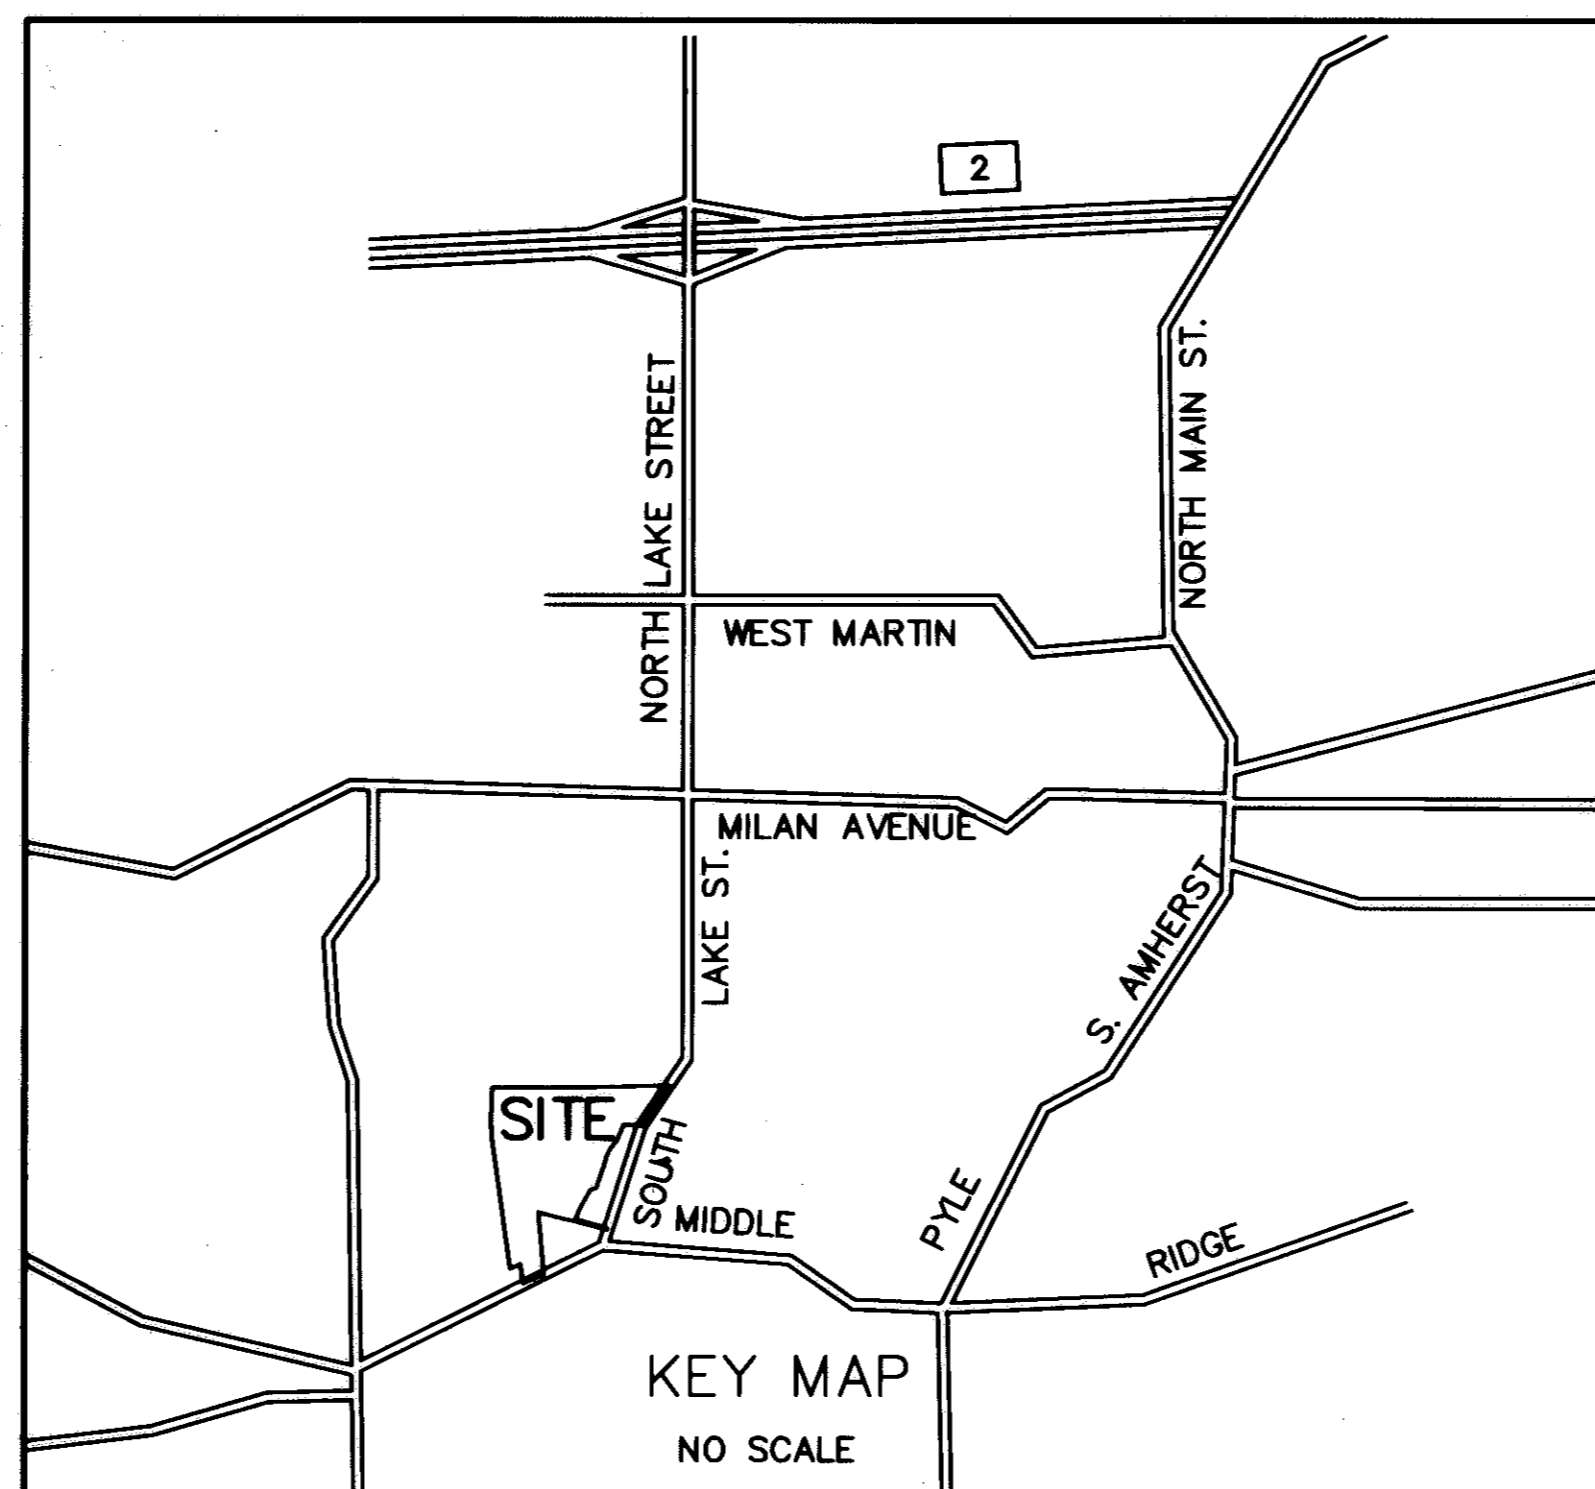 2
NORTH LAKE STREET
NORTH MAIN ST.
WEST MARTIN
MILAN AVENUE
LAKE ST.
S. AMHERST
SITE
SOUTH
MIDDLE
PYLE
RIDGE
KEY MAP
NO SCALE